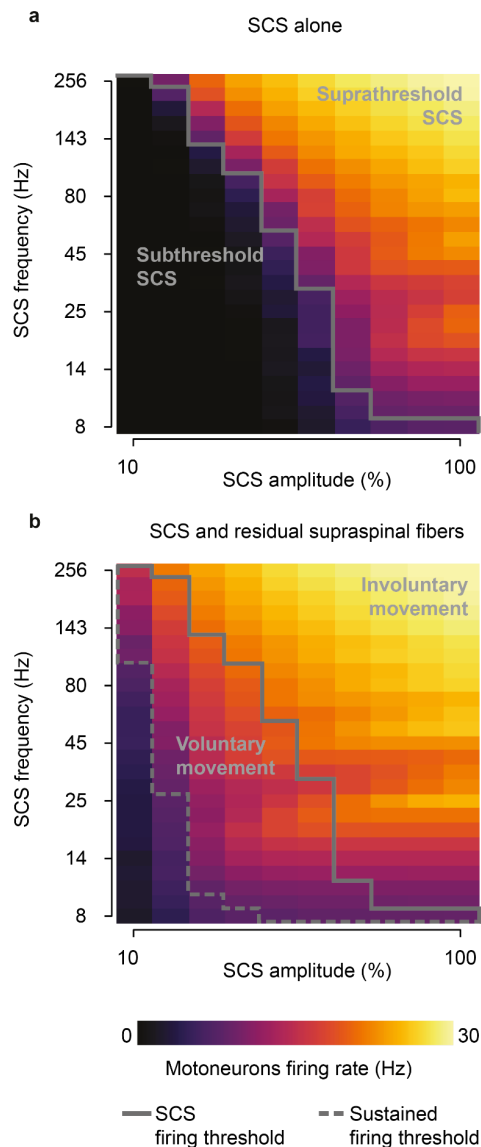 a
SCS alone
SCS frequency (Hz)
256
143
80
45
25
14
8
Suprathreshold
SCS
Subthreshold
SCS
10
100
SCS amplitude (%)
b
SCS and residual supraspinal fibers
SCS frequency (Hz)
256
143
80
45
25
14
8
Involuntary
movement
Voluntary
movement
10
100
SCS amplitude (%)
0
30
Motoneurons firing rate (Hz)
SCS
firing threshold
Sustained
firing threshold